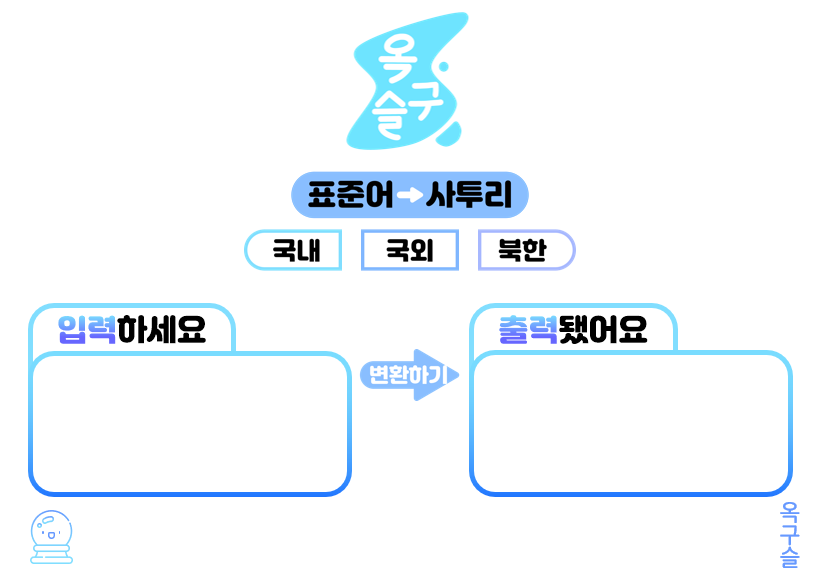 옥
구
슬
표준어→사투리
국내 국외 북한
입력하세요 출력됐어요
변환하기
옥구슬